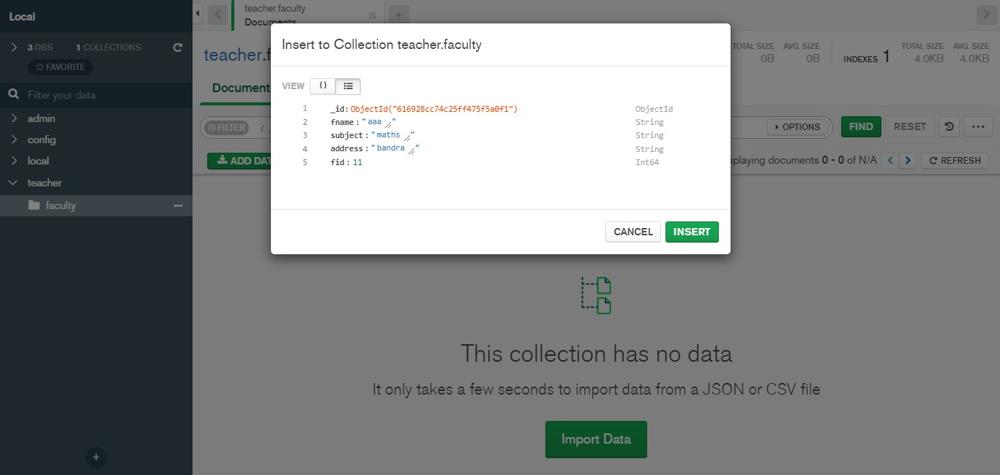 Local
3 DBS 1 COLLECTIONS
FAVORITE
Filter your data
admin
config
local
teacher
faculty
teacher.faculty
Documents
teacher.f
TOTAL SIZE AVG. SIZE
0B 0B
INDEXES 1
TOTAL SIZE AVG. SIZE
4.0KB 4.0KB
Document
FILTER {
OPTIONS
FIND
RESET
ADD DAT
splaying documents 0 - 0 of N/A
REFRESH
Insert to Collection teacher.faculty
VIEW {}
1 _id: ObjectId("616928cc74c25ff475f5a0f1") ObjectId
2 fname : "aaa " String
3 subject : "maths " String
4 address : "bandra " String
5 fid : 11 Int64
CANCEL INSERT
This collection has no data
It only takes a few seconds to import data from a JSON or CSV file
Import Data